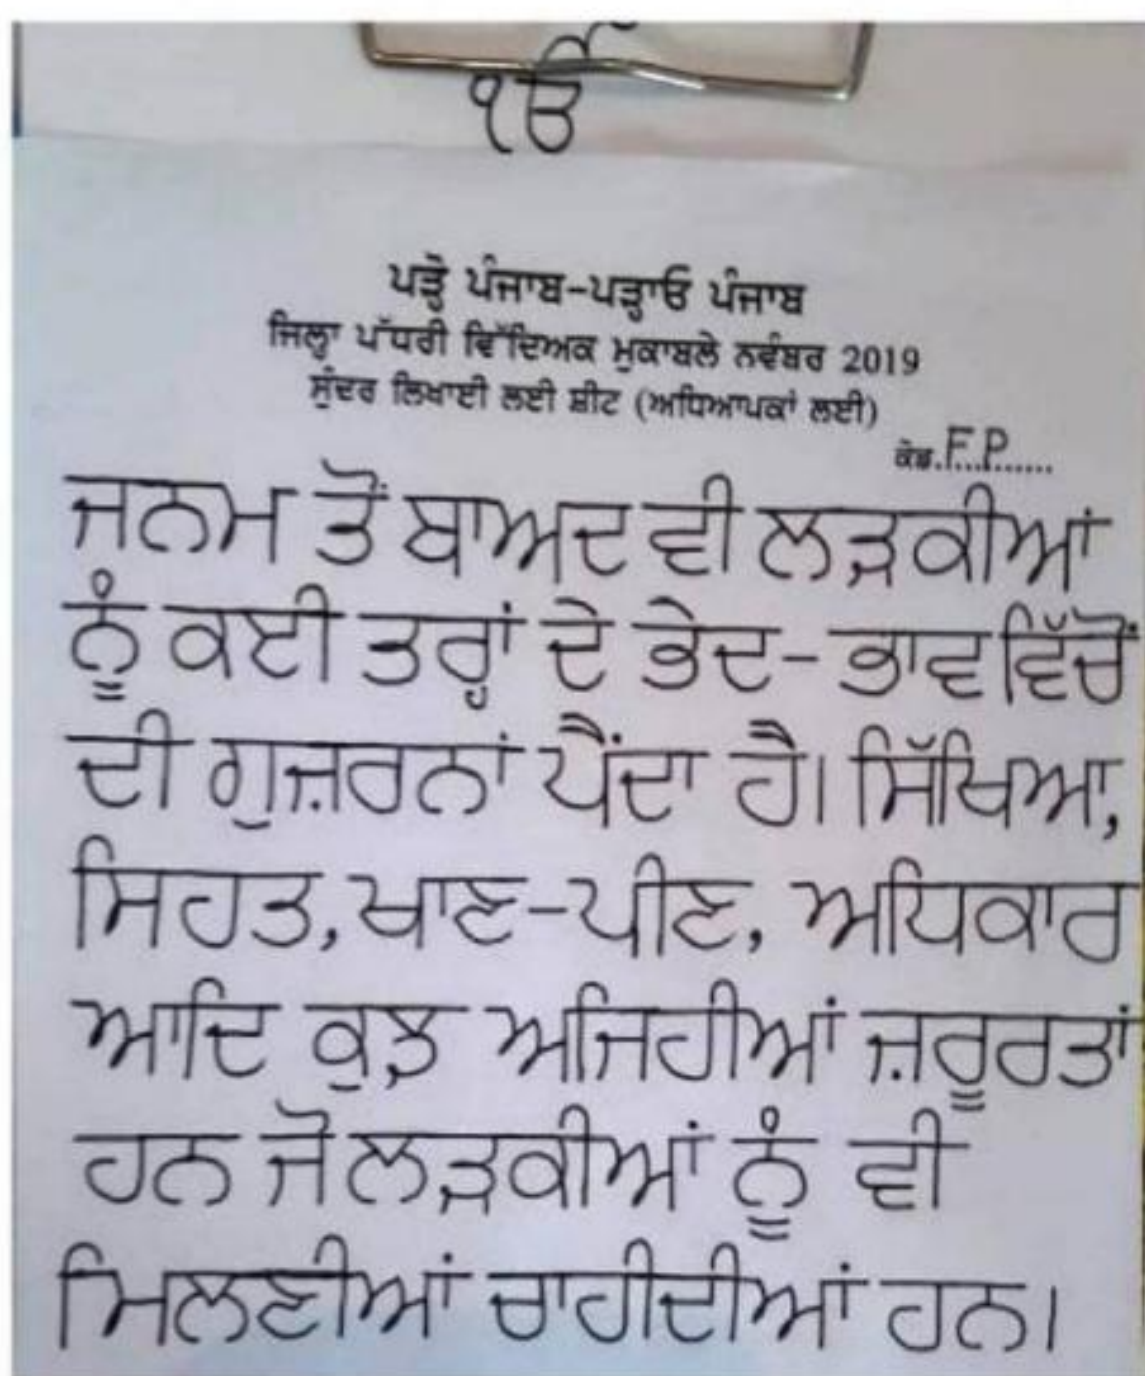 ੴ
ਪੜ੍ਹੋ ਪੰਜਾਬ-ਪੜ੍ਹਾਓ ਪੰਜਾਬ
ਜਿਲ੍ਹਾ ਪੱਧਰੀ ਵਿੱਦਿਅਕ ਮੁਕਾਬਲੇ ਨਵੰਬਰ 2019
ਸੁੰਦਰ ਲਿਖਾਈ ਲਈ ਸ਼ੀਟ (ਅਧਿਆਪਕਾਂ ਲਈ)
ਕੋਡ.F.P......
ਜਨਮ ਤੋਂ ਬਾਅਦ ਵੀ ਲੜਕੀਆਂ
ਨੂੰ ਕਈ ਤਰ੍ਹਾਂ ਦੇ ਭੇਦ-ਭਾਵ ਵਿੱਚੋਂ
ਦੀ ਗੁਜ਼ਰਨਾਂ ਪੈਂਦਾ ਹੈ। ਸਿੱਖਿਆ,
ਸਿਹਤ, ਖਾਣ-ਪੀਣ, ਅਧਿਕਾਰ
ਆਦਿ ਕੁਝ ਅਜਿਹੀਆਂ ਜ਼ਰੂਰਤਾਂ
ਹਨ ਜੋ ਲੜਕੀਆਂ ਨੂੰ ਵੀ
ਮਿਲਣੀਆਂ ਚਾਹੀਦੀਆਂ ਹਨ।